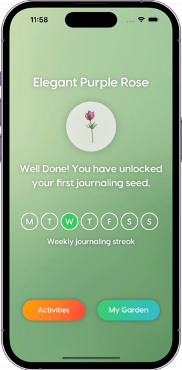 11:58
Elegant Purple Rose
Well Done! You have unlocked
your first journaling seed.
M T W T F S S
Weekly journaling streak
Activities My Garden